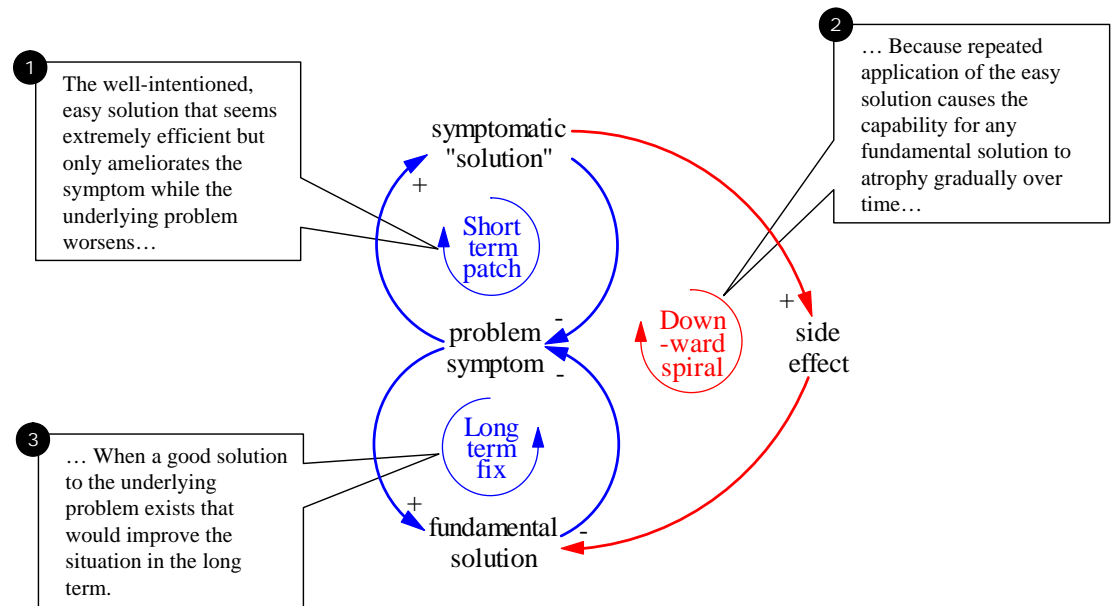 1
The well-intentioned,
easy solution that seems
extremely efficient but
only ameliorates the
symptom while the
underlying problem
worsens…
2
… Because repeated
application of the easy
solution causes the
capability for any
fundamental solution to
atrophy gradually over
time…
symptomatic
"solution"
+
Short
term
patch
-
problem
symptom
-
Down
-ward
spiral
+
side
effect
Long
term
fix
+
fundamental
solution
-
3
… When a good solution
to the underlying
problem exists that
would improve the
situation in the long
term.